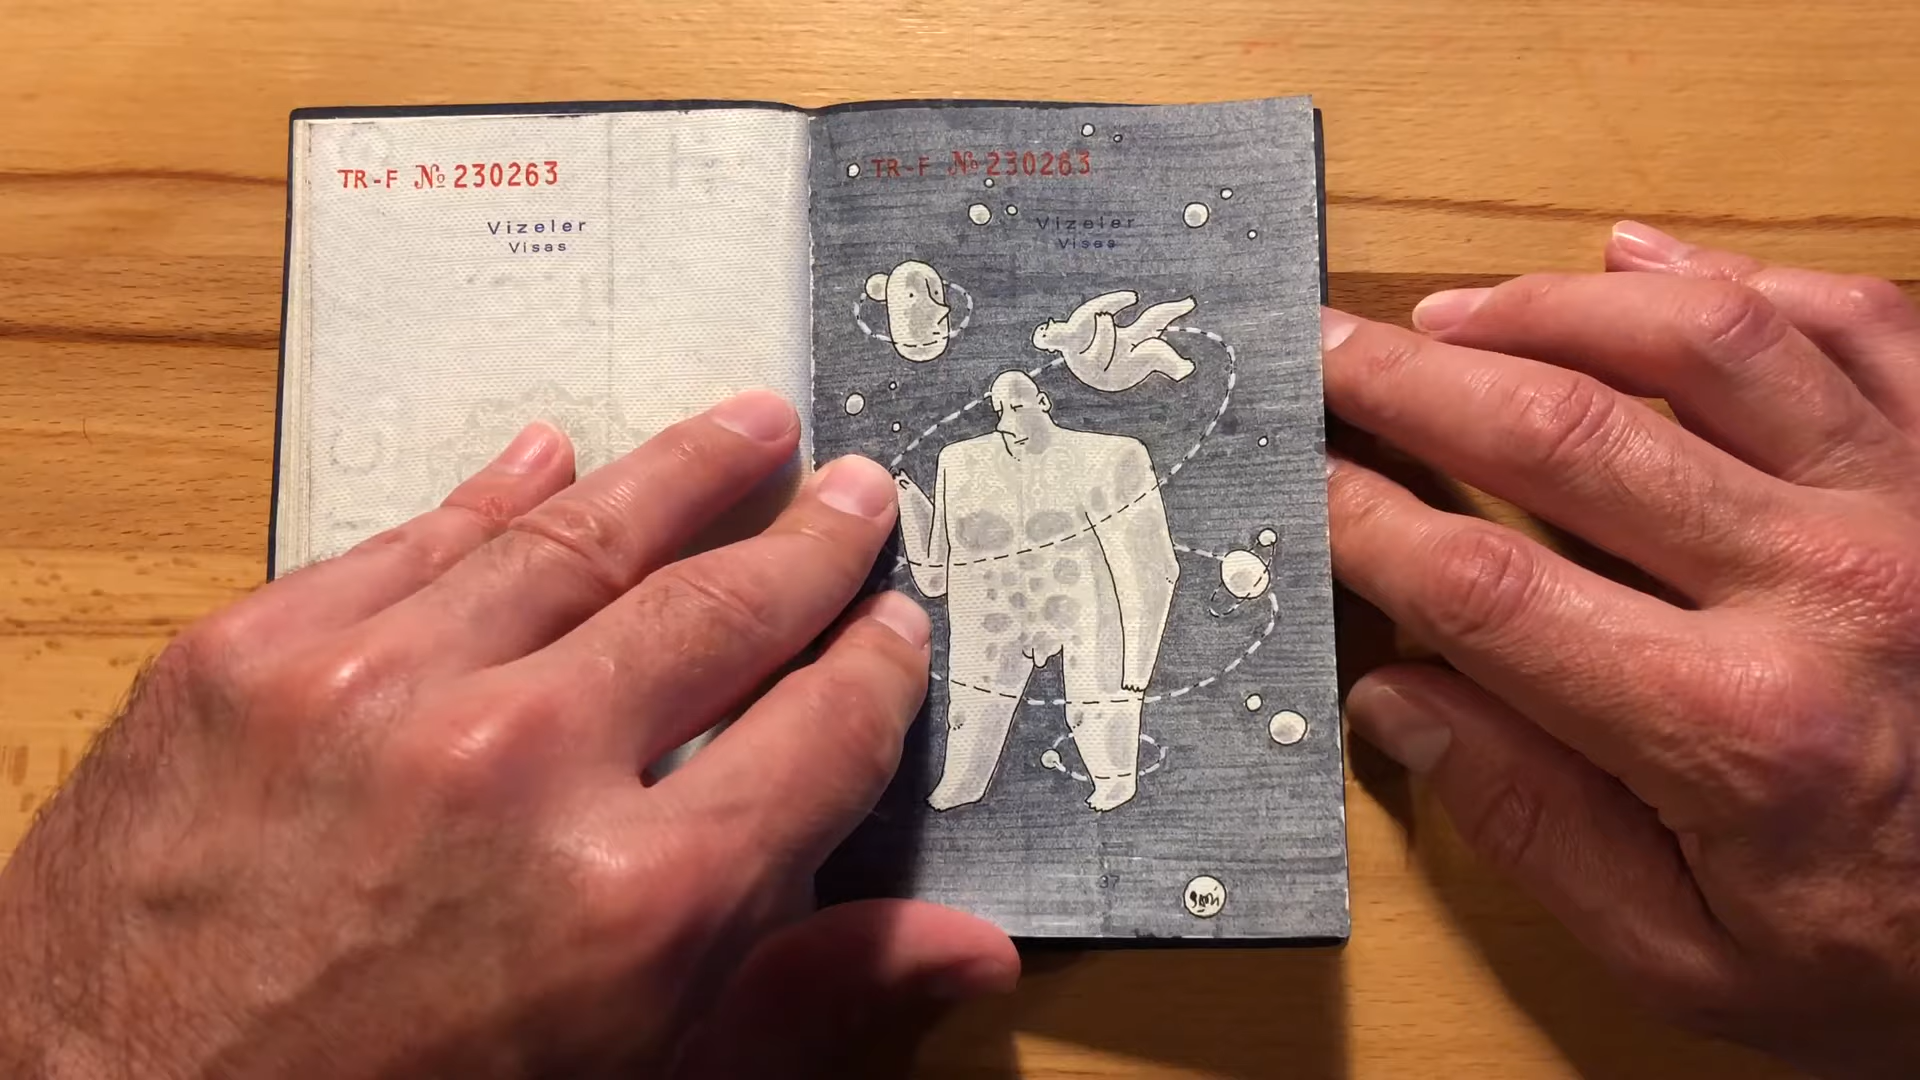 TR-F № 230263
Vizeler
Visas
TR-F № 230263
Vizeler
Visas
37